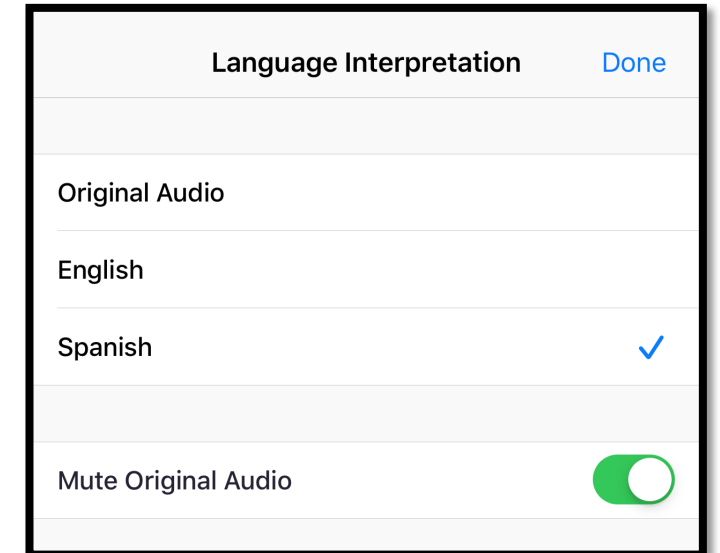 Language Interpretation Done
Original Audio
English
Spanish
Mute Original Audio